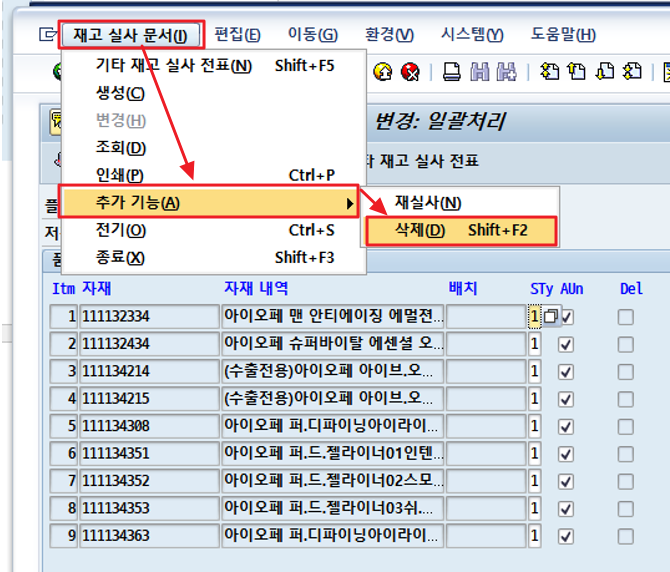 재고 실사 문서(I) 편집(E) 이동(G) 환경(V) 시스템(Y) 도움말(H)
기타 재고 실사 전표(N) Shift+F5
생성(C)
변경(H)
조회(D)
인쇄(P) Ctrl+P
추가 기능(A)
전기(O) Ctrl+S
종료(X) Shift+F3
변경: 일괄처리
타 재고 실사 전표
재실사(N)
삭제(D) Shift+F2
플
저
품
Itm 자재 자재 내역 배치 STy AUn Del
1 111132334 아이오페 맨 안티에이징 에멀젼... 1
2 111132434 아이오페 슈퍼바이탈 에센셜 오... 1
3 111134214 (수출전용)아이오페 아이브.오... 1
4 111134215 (수출전용)아이오페 아이브.오... 1
5 111134308 아이오페 퍼.디파이닝아이라이... 1
6 111134351 아이오페 퍼.드.젤라이너01인텐... 1
7 111134352 아이오페 퍼.드.젤라이너02스모... 1
8 111134353 아이오페 퍼.드.젤라이너03쉬.... 1
9 111134363 아이오페 퍼.디파이닝아이라이... 1